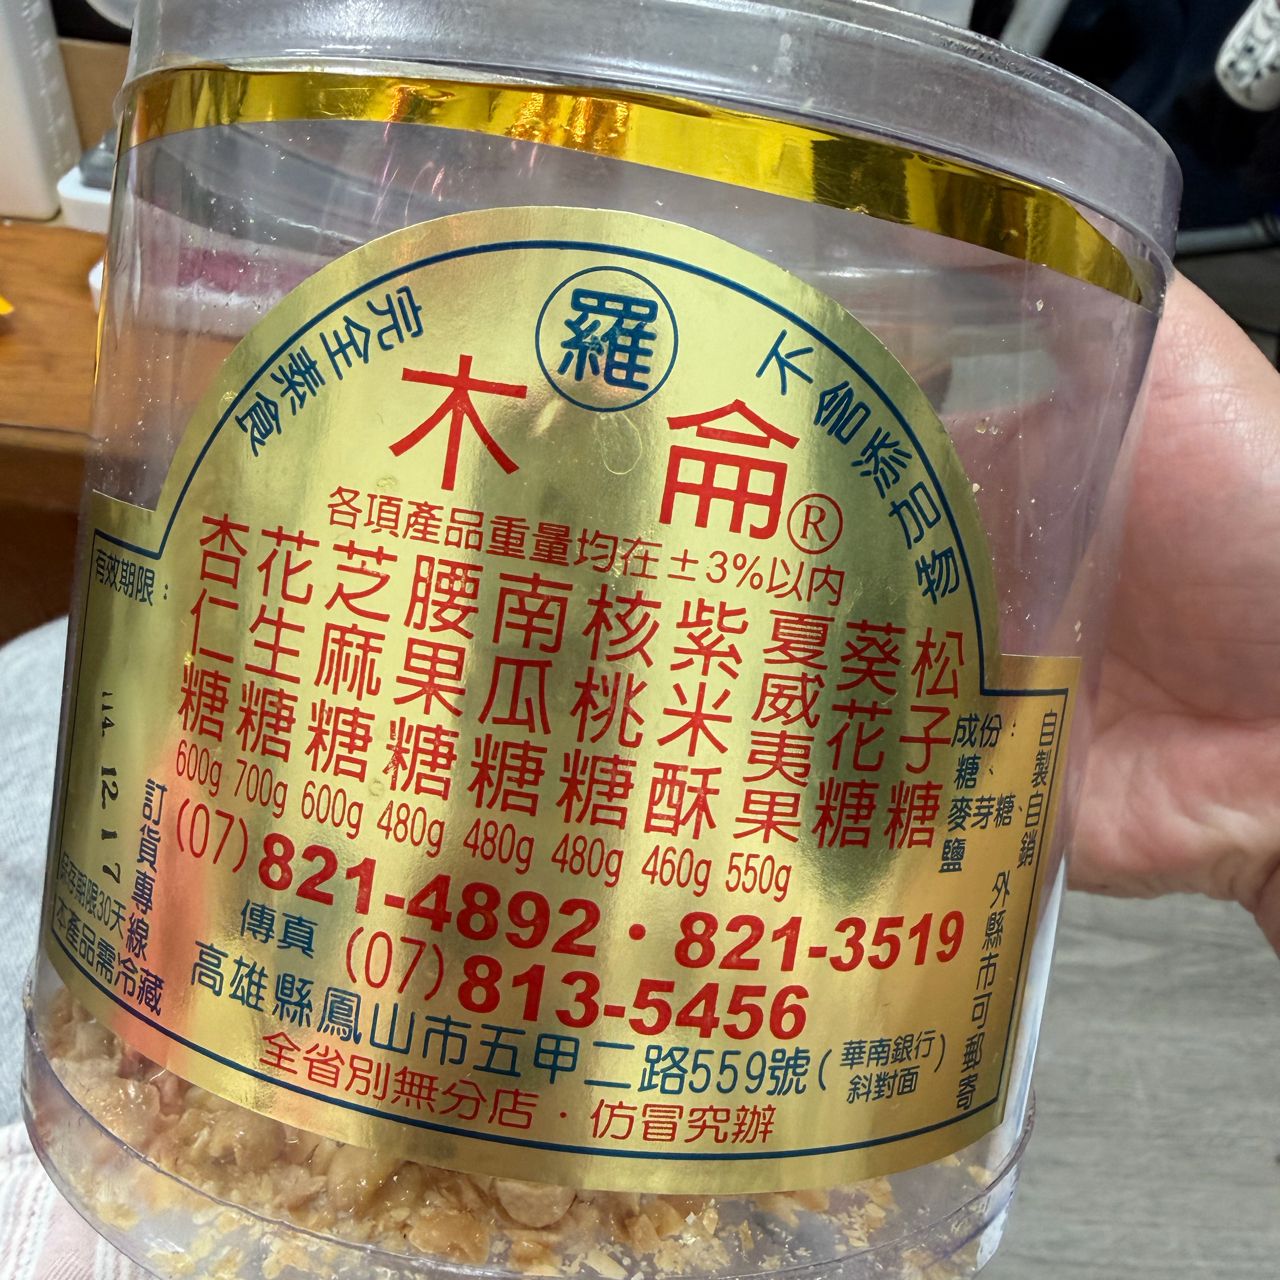 羅
完全素食
不含添加物
木侖®
各項產品重量均在±3%以内
杏仁糖 600g
花生糖 700g
芝麻糖 600g
腰果糖 480g
南瓜糖 480g
核桃糖 480g
紫米酥 460g
夏威夷果 550g
葵花糖
松子糖
成份：
糖、
麥芽糖、
鹽
自製自銷 外縣市可郵寄
有效期限：
114. 12. 1 7
保存期限30天
本產品需冷藏
訂貨專線
(07)821-4892・821-3519
傳真 (07)813-5456
高雄縣鳳山市五甲二路559號(華南銀行斜對面)
全省別無分店・仿冒究辦